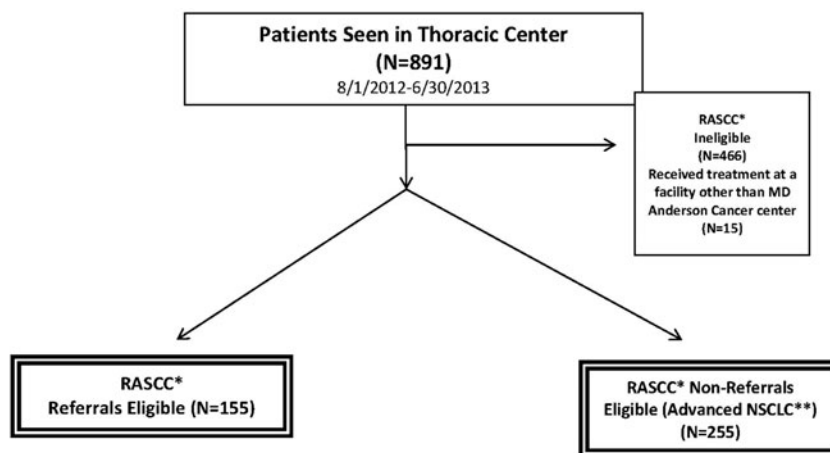 Patients Seen in Thoracic Center
(N=891)
8/1/2012-6/30/2013
RASCC*
Ineligible
(N=466)
Received treatment at a
facility other than MD
Anderson Cancer center
(N=15)
RASCC*
Referrals Eligible (N=155)
RASCC* Non-Referrals
Eligible (Advanced NSCLC**)
(N=255)